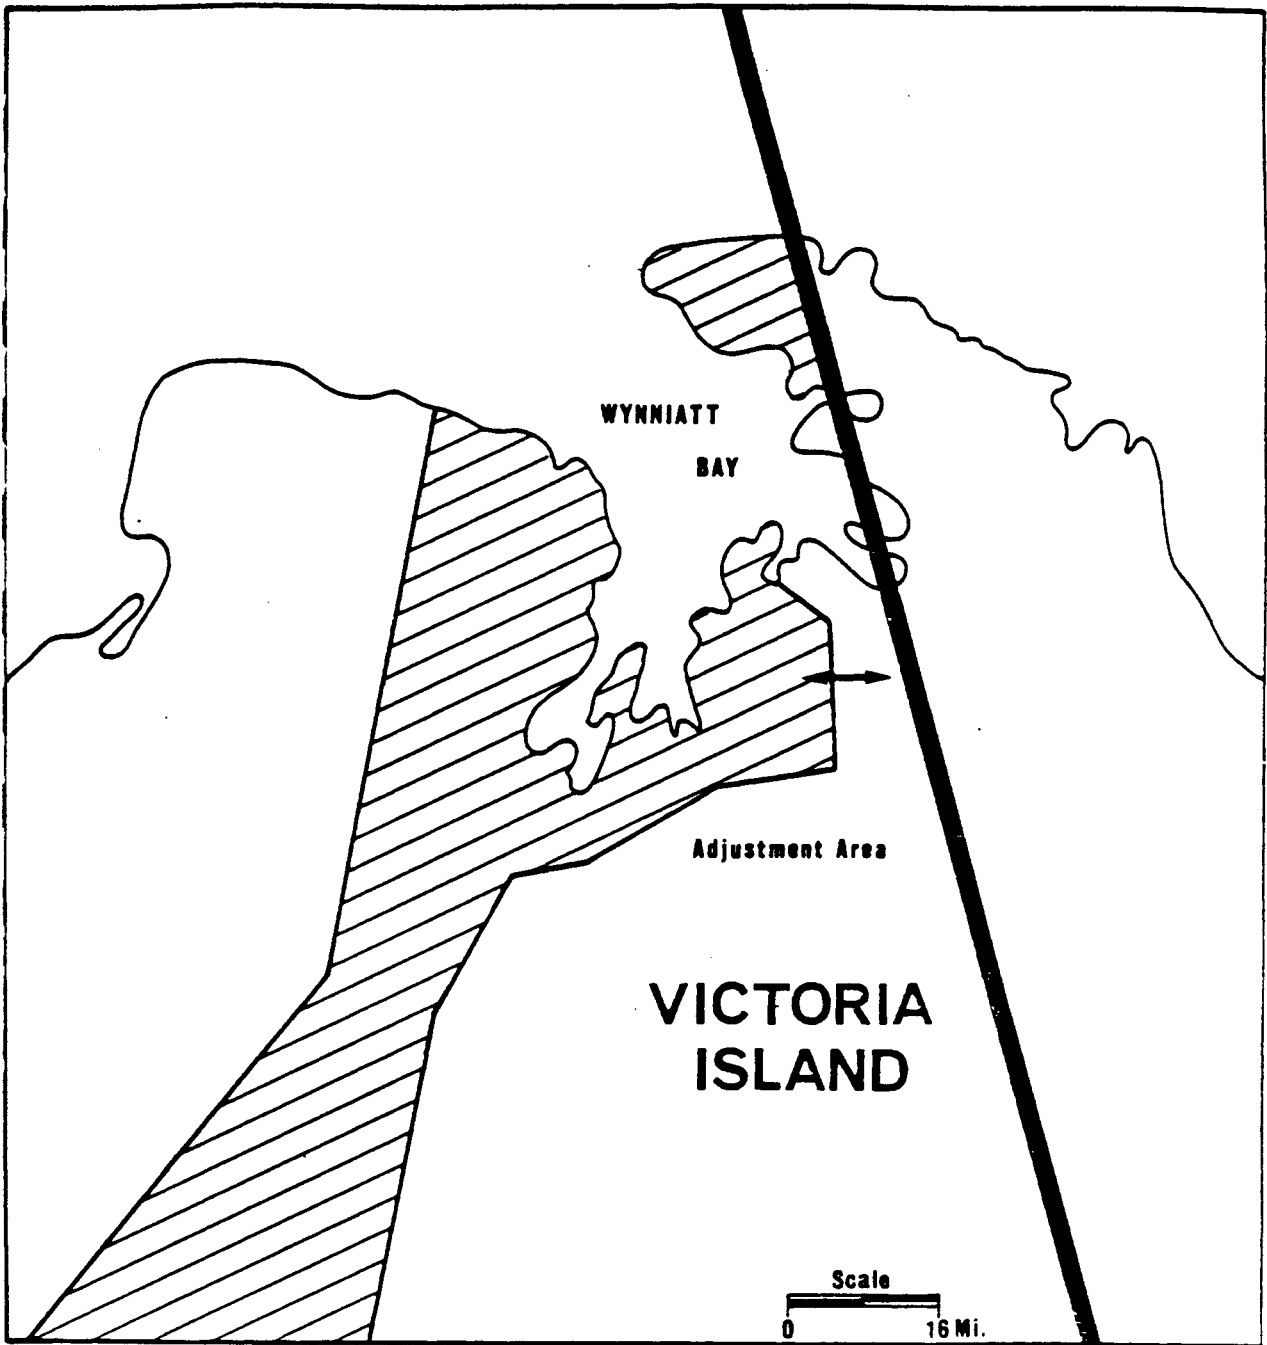 WYNNIATT
BAY
Adjustment Area
VICTORIA
ISLAND
Scale
0 16 Mi.